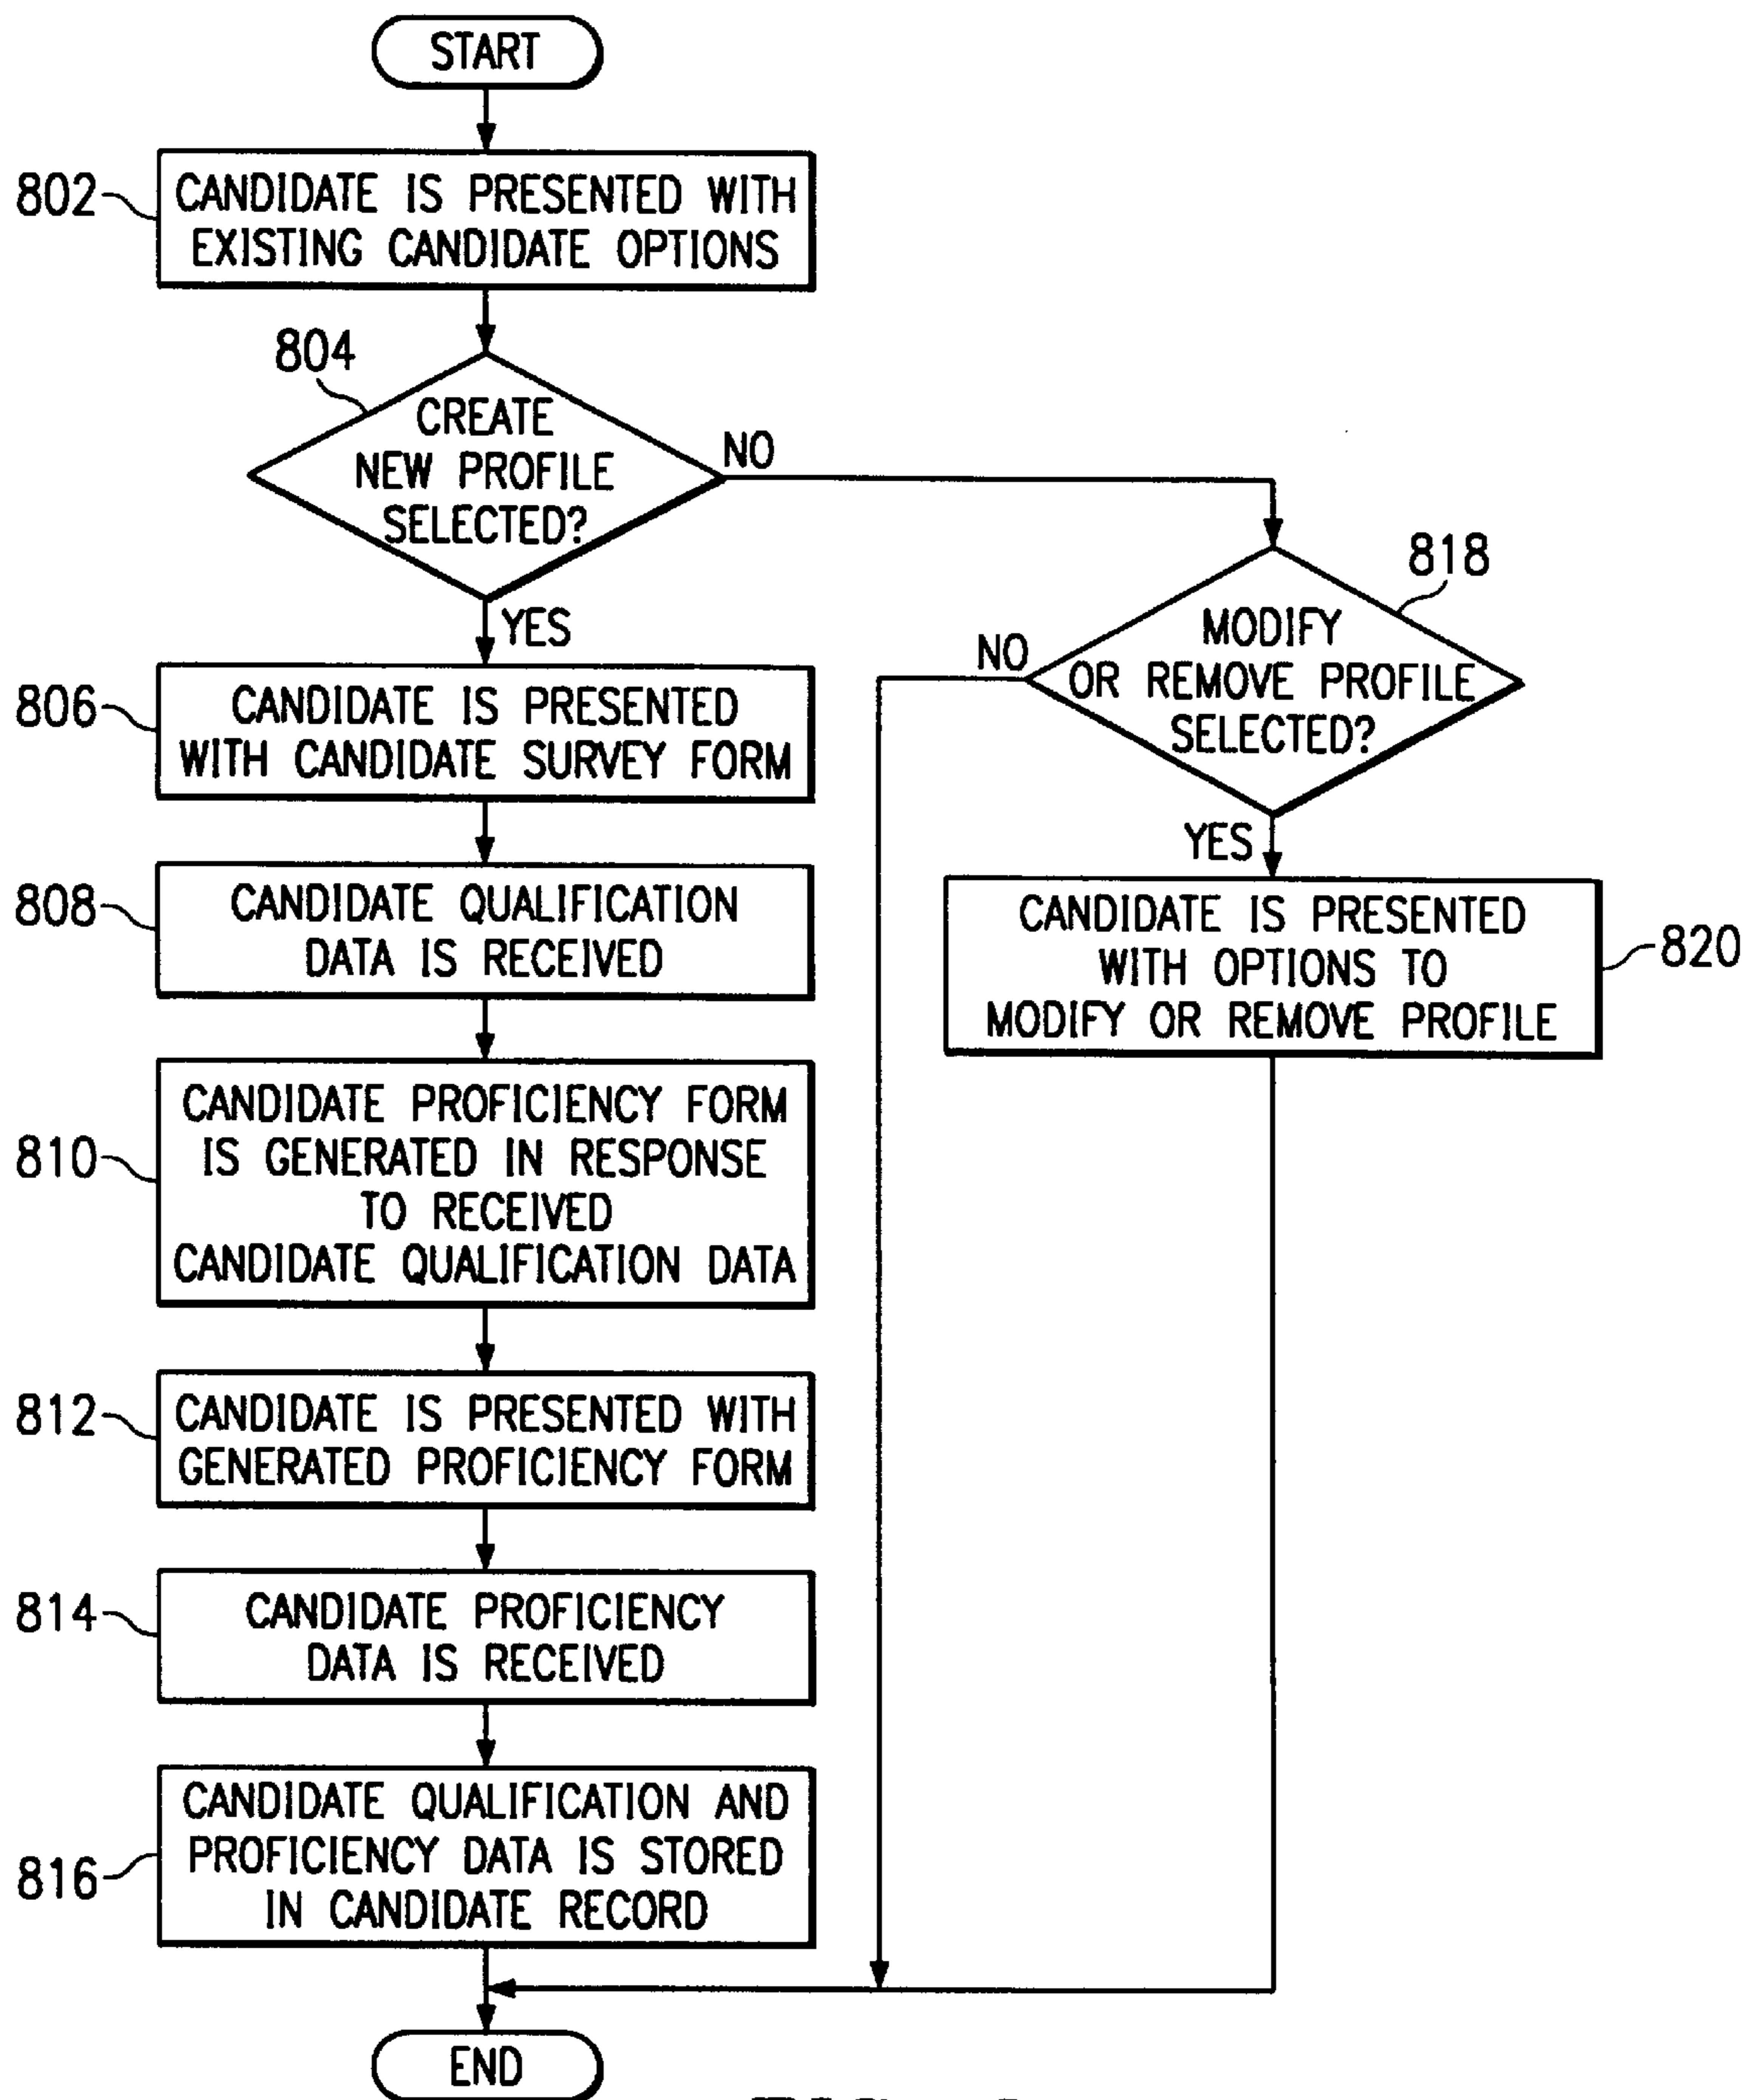 START
802
CANDIDATE IS PRESENTED WITH
EXISTING CANDIDATE OPTIONS
804
CREATE
NEW PROFILE
SELECTED?
NO
YES
818
MODIFY
OR REMOVE PROFILE
SELECTED?
NO
YES
806
CANDIDATE IS PRESENTED
WITH CANDIDATE SURVEY FORM
808
CANDIDATE QUALIFICATION
DATA IS RECEIVED
820
CANDIDATE IS PRESENTED
WITH OPTIONS TO
MODIFY OR REMOVE PROFILE
810
CANDIDATE PROFICIENCY FORM
IS GENERATED IN RESPONSE
TO RECEIVED
CANDIDATE QUALIFICATION DATA
812
CANDIDATE IS PRESENTED WITH
GENERATED PROFICIENCY FORM
814
CANDIDATE PROFICIENCY
DATA IS RECEIVED
816
CANDIDATE QUALIFICATION AND
PROFICIENCY DATA IS STORED
IN CANDIDATE RECORD
END